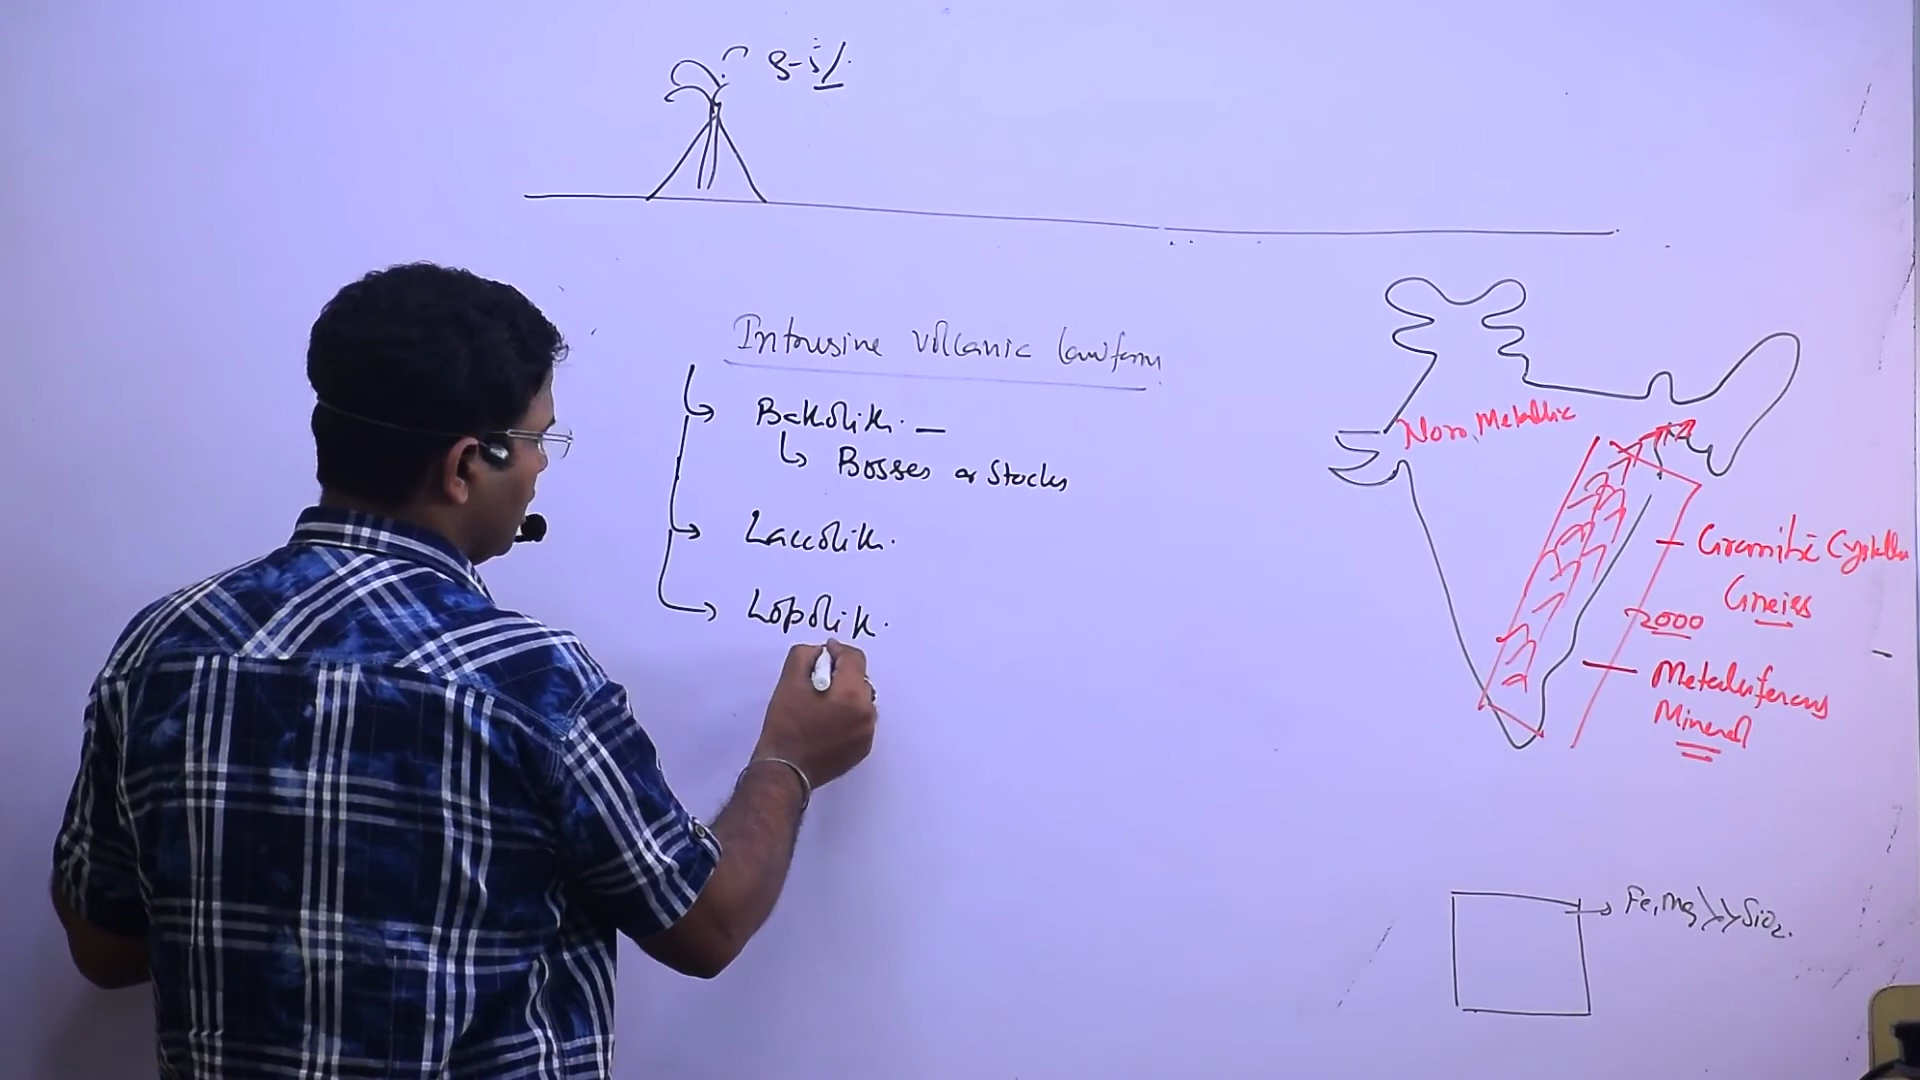 8-i%.
Intrusine volcanic landform
Batholith. –
Bosses or Stocks
Laccolith.
Lopolith.
Non Metallic
Granitic Crystalline
Gneiss
2000
Metalliferous
Mineral
Fe, Mg >> SiO2.